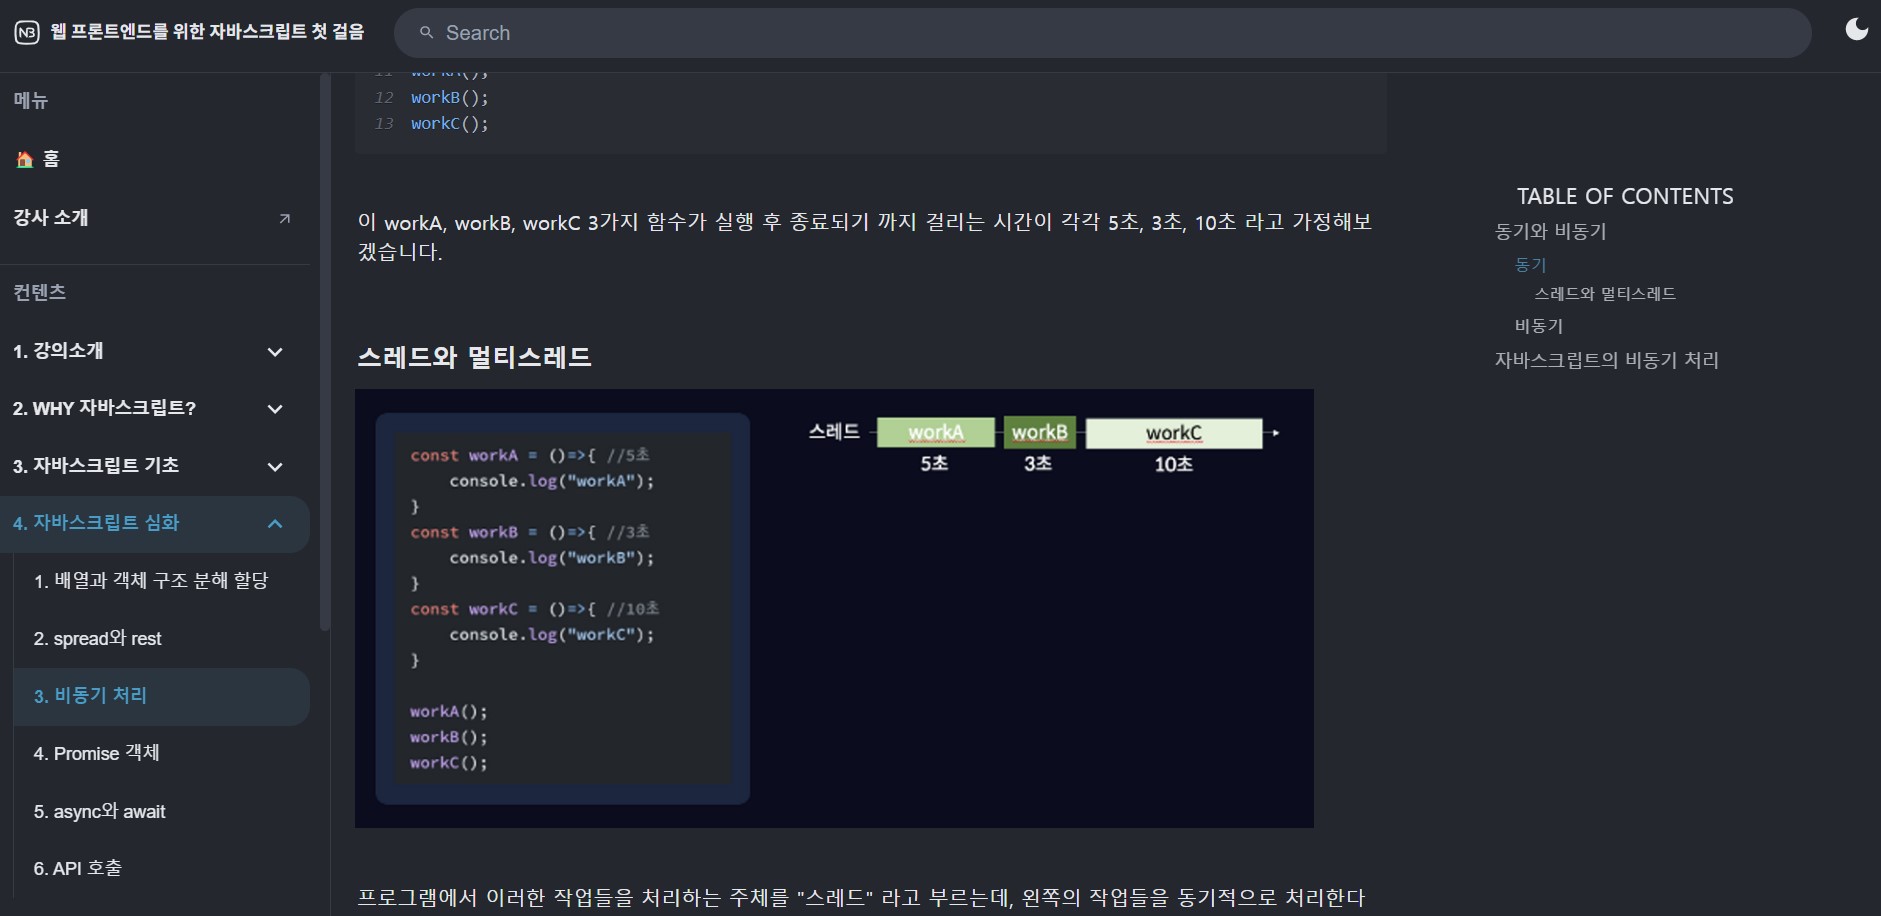 N3 웹 프론트엔드를 위한 자바스크립트 첫 걸음
Search
메뉴
홈
강사 소개
컨텐츠
1. 강의소개
2. WHY 자바스크립트?
3. 자바스크립트 기초
4. 자바스크립트 심화
1. 배열과 객체 구조 분해 할당
2. spread와 rest
3. 비동기 처리
4. Promise 객체
5. async와 await
6. API 호출
11 workA();
12 workB();
13 workC();
이 workA, workB, workC 3가지 함수가 실행 후 종료되기 까지 걸리는 시간이 각각 5초, 3초, 10초 라고 가정해보
겠습니다.
스레드와 멀티스레드
const workA = ()=>{ //5초
console.log("workA");
}
const workB = ()=>{ //3초
console.log("workB");
}
const workC = ()=>{ //10초
console.log("workC");
}
workA();
workB();
workC();
스레드 workA workB workC
5초 3초 10초
프로그램에서 이러한 작업들을 처리하는 주체를 "스레드" 라고 부르는데, 왼쪽의 작업들을 동기적으로 처리한다
TABLE OF CONTENTS
동기와 비동기
동기
스레드와 멀티스레드
비동기
자바스크립트의 비동기 처리